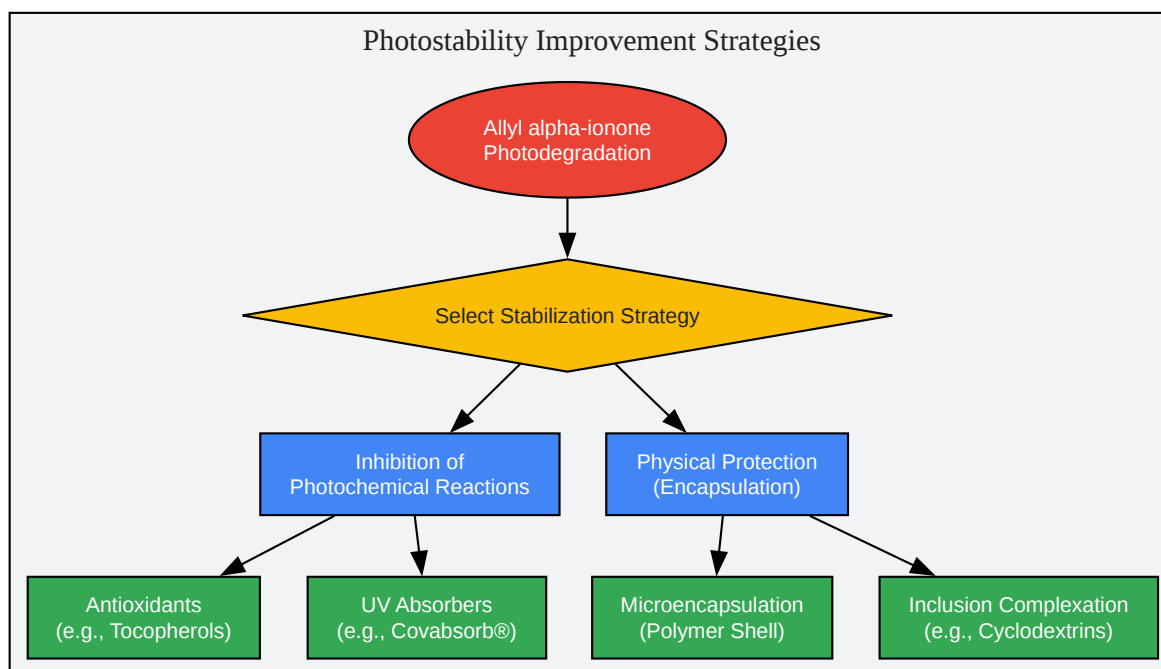 Photostability Improvement Strategies
Allyl alpha-ionone
Photodegradation
Select Stabilization Strategy
Inhibition of
Photochemical Reactions
Physical Protection
(Encapsulation)
Antioxidants
(e.g., Tocopherols)
UV Absorbers
(e.g., Covabsorb®)
Microencapsulation
(Polymer Shell)
Inclusion Complexation
(e.g., Cyclodextrins)